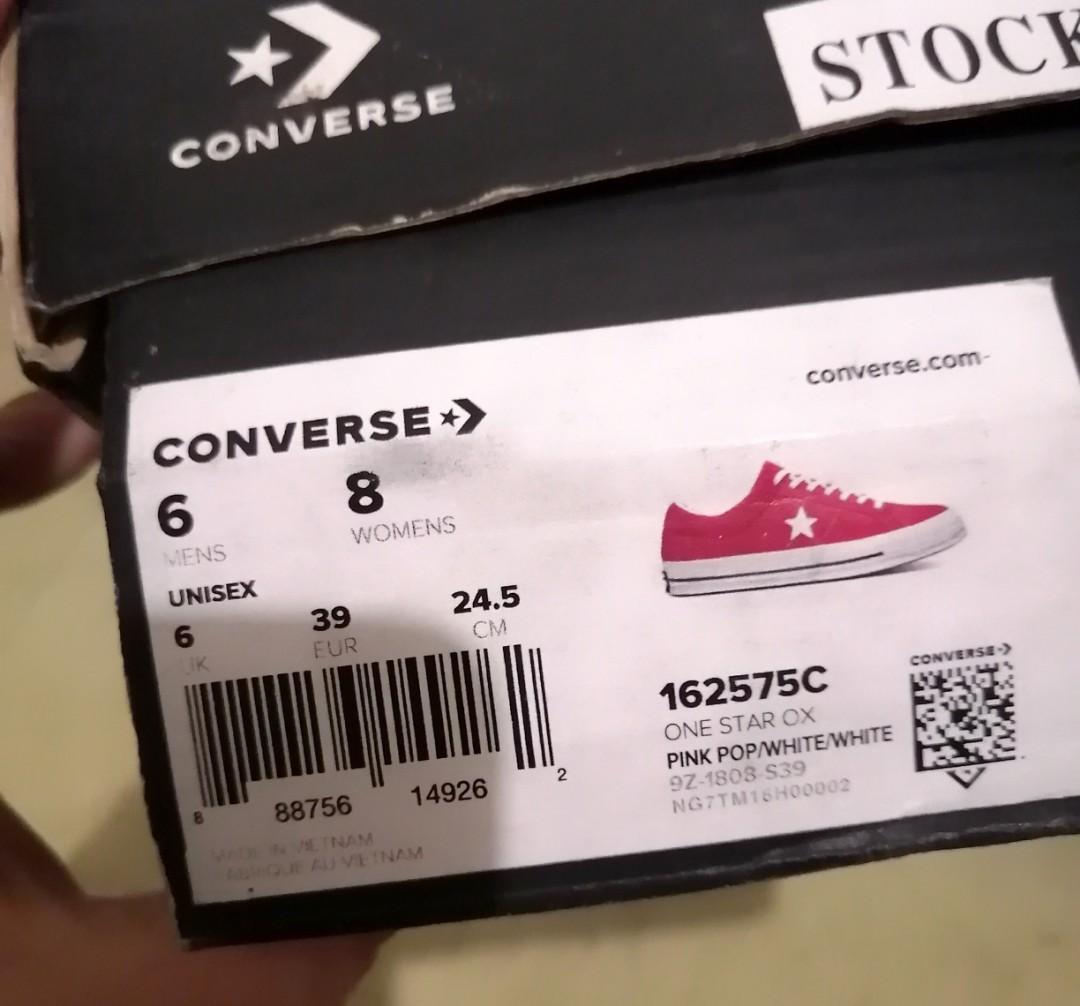 CONVERSE
STOCK
converse.com
CONVERSE
6 8
MENS WOMENS
UNISEX
6 39 24.5
UK EUR CM
8 88756 14926 2
MADE IN VIETNAM
FABRIQUE AU VIETNAM
CONVERSE
162575C
ONE STAR OX
PINK POP/WHITE/WHITE
9Z-1808-S39
NG7TM16H00002